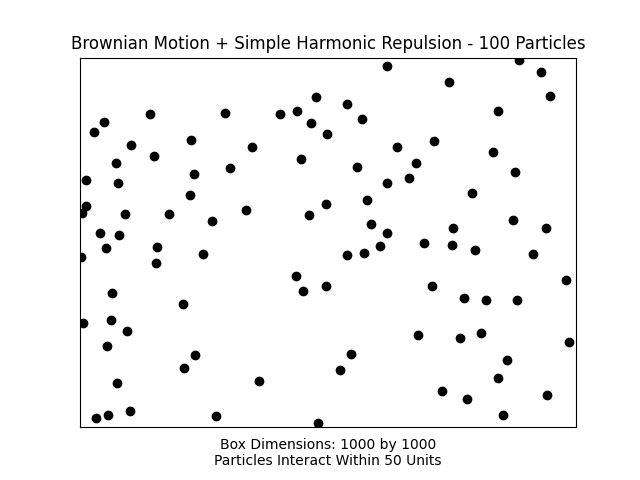 Brownian Motion + Simple Harmonic Repulsion - 100 Particles
Box Dimensions: 1000 by 1000
Particles Interact Within 50 Units